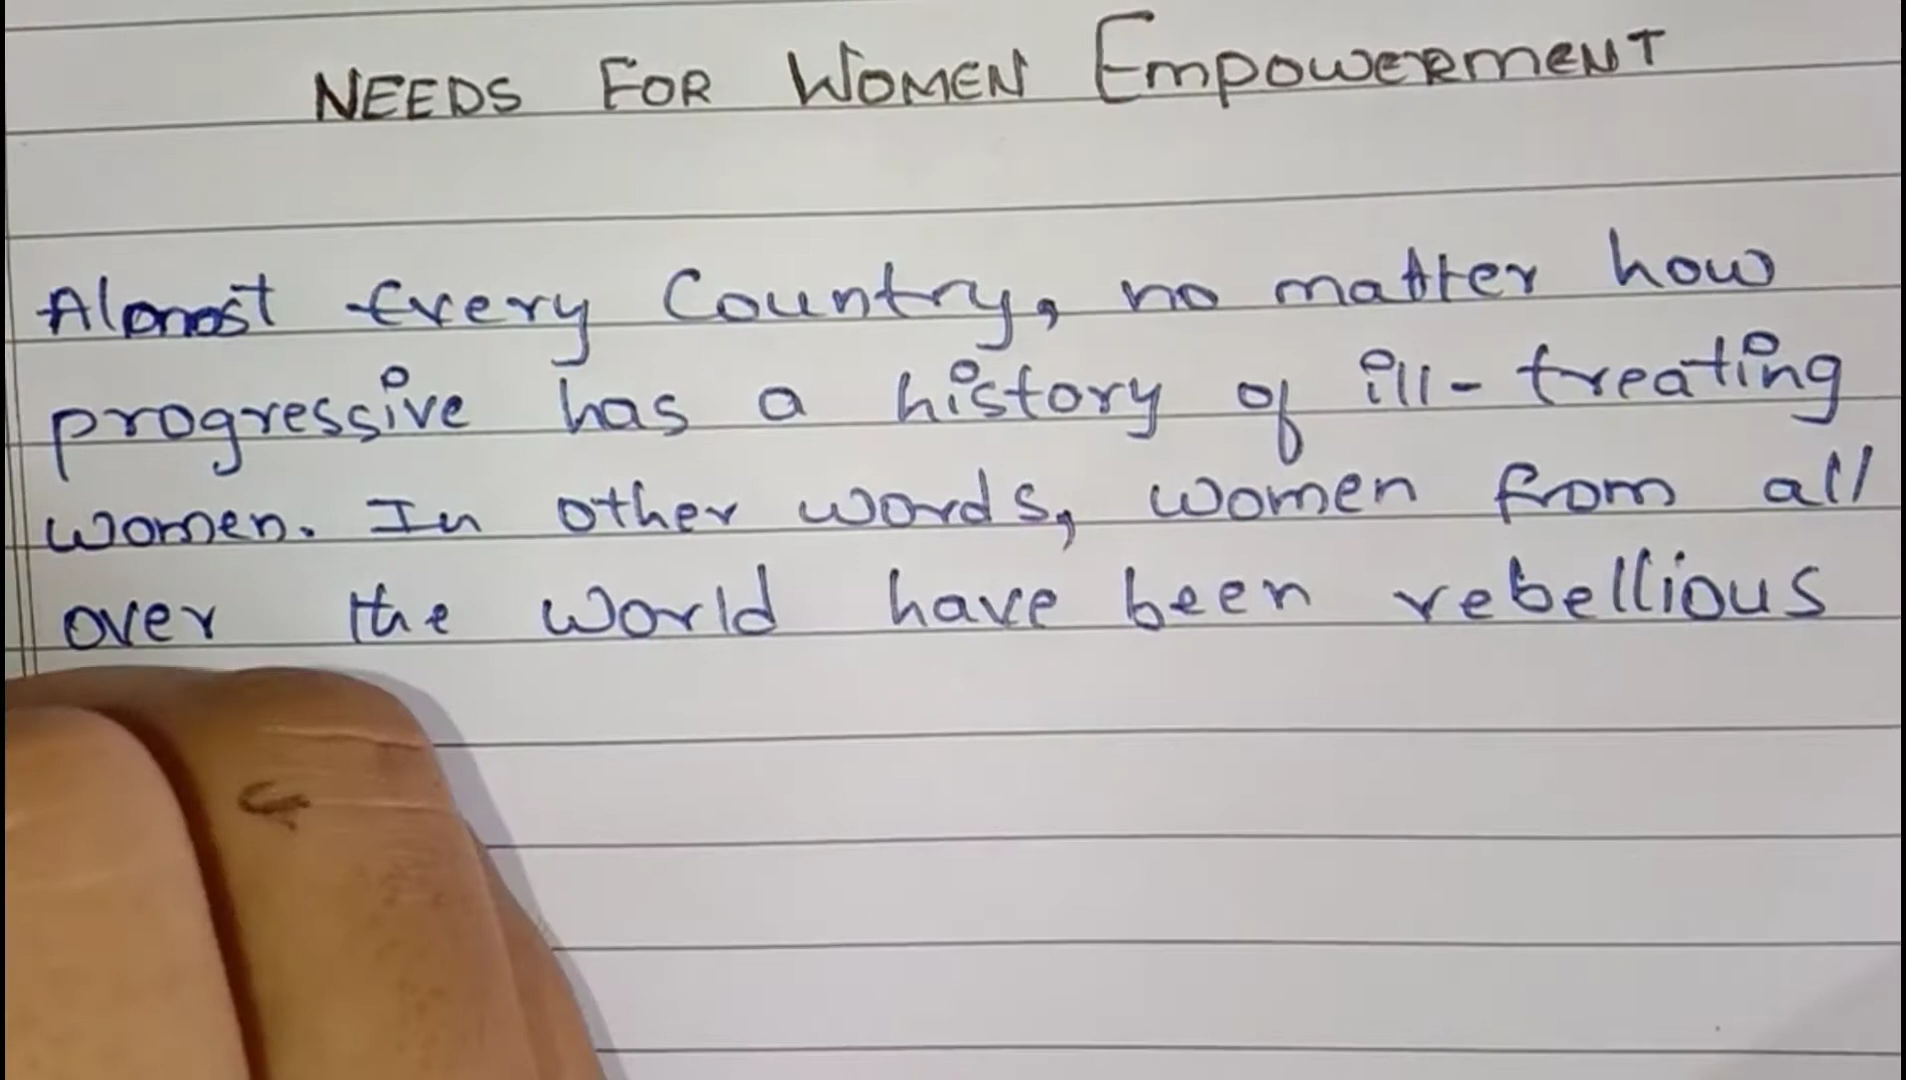 NEEDS FOR WOMEN EMPOWERMENT
Almost Every Country, no matter how
progressive has a history of ill-treating
women. In other words, women from all
over the world have been rebellious